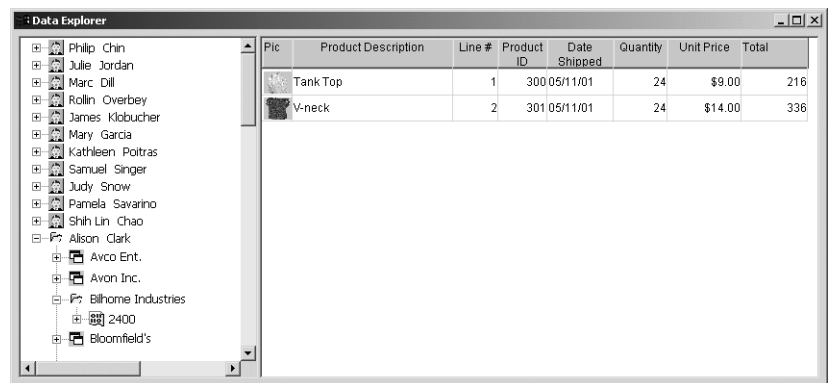 Data Explorer
Philip Chin
Julie Jordan
Marc Dill
Rollin Overbey
James Klobucher
Mary Garcia
Kathleen Poitras
Samuel Singer
Judy Snow
Pamela Savarino
Shih Lin Chao
Alison Clark
Avco Ent.
Avon Inc.
Bilhome Industries
2400
Bloomfield's
Pic Product Description Line # Product ID Date Shipped Quantity Unit Price Total
Tank Top 1 300 05/11/01 24 $9.00 216
V-neck 2 301 05/11/01 24 $14.00 336